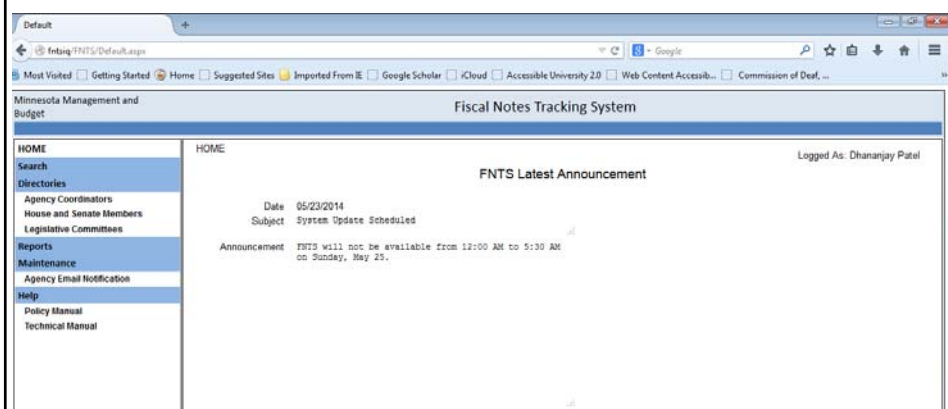 Default
fntsiq/FNTS/Default.aspx
Google
Most Visited Getting Started Home Suggested Sites Imported From IE Google Scholar iCloud Accessible University 2.0 Web Content Accessib... Commission of Deaf, ...
Minnesota Management and
Budget
Fiscal Notes Tracking System
HOME
Search
Directories
Agency Coordinators
House and Senate Members
Legislative Committees
Reports
Maintenance
Agency Email Notification
Help
Policy Manual
Technical Manual
HOME
Logged As: Dhananjay Patel
FNTS Latest Announcement
Date 05/23/2014
Subject System Update Scheduled
Announcement FNTS will not be available from 12:00 AM to 5:30 AM
on Sunday, May 25.